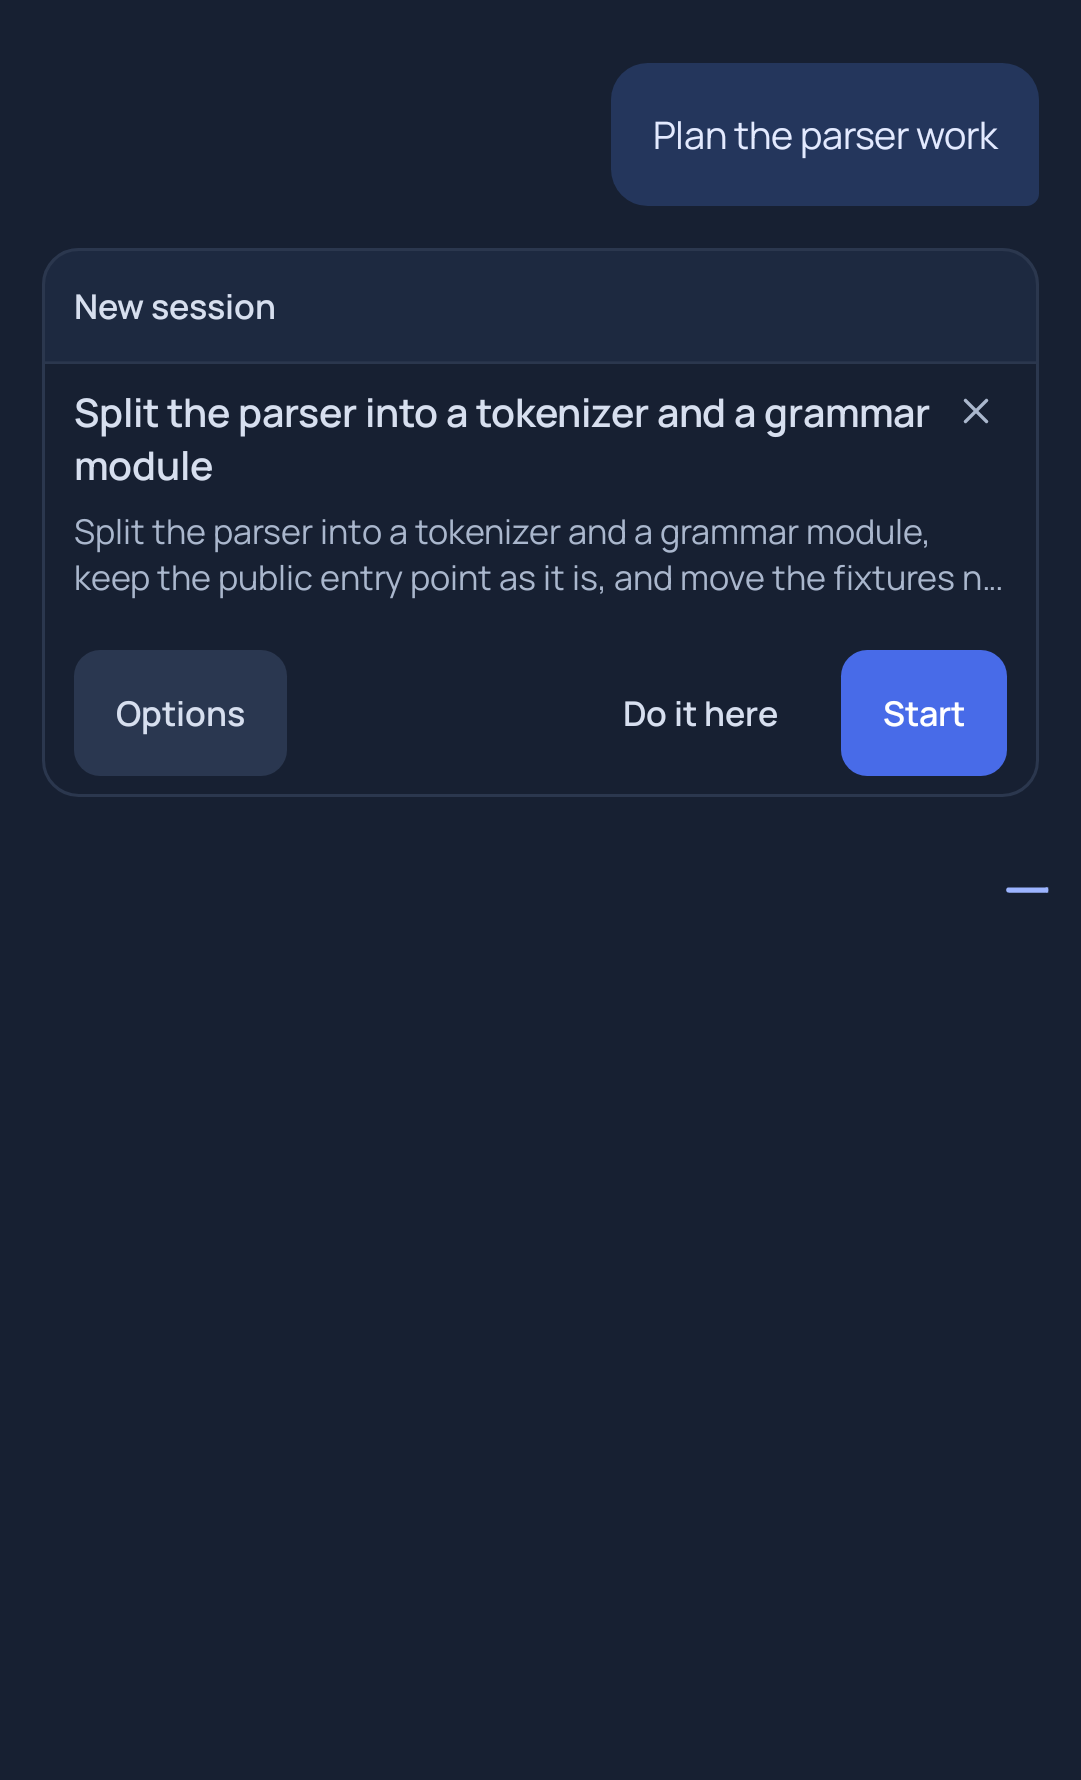 Plan the parser work
New session
Split the parser into a tokenizer and a grammar
module
Split the parser into a tokenizer and a grammar module,
keep the public entry point as it is, and move the fixtures n...
Options
Do it here
Start